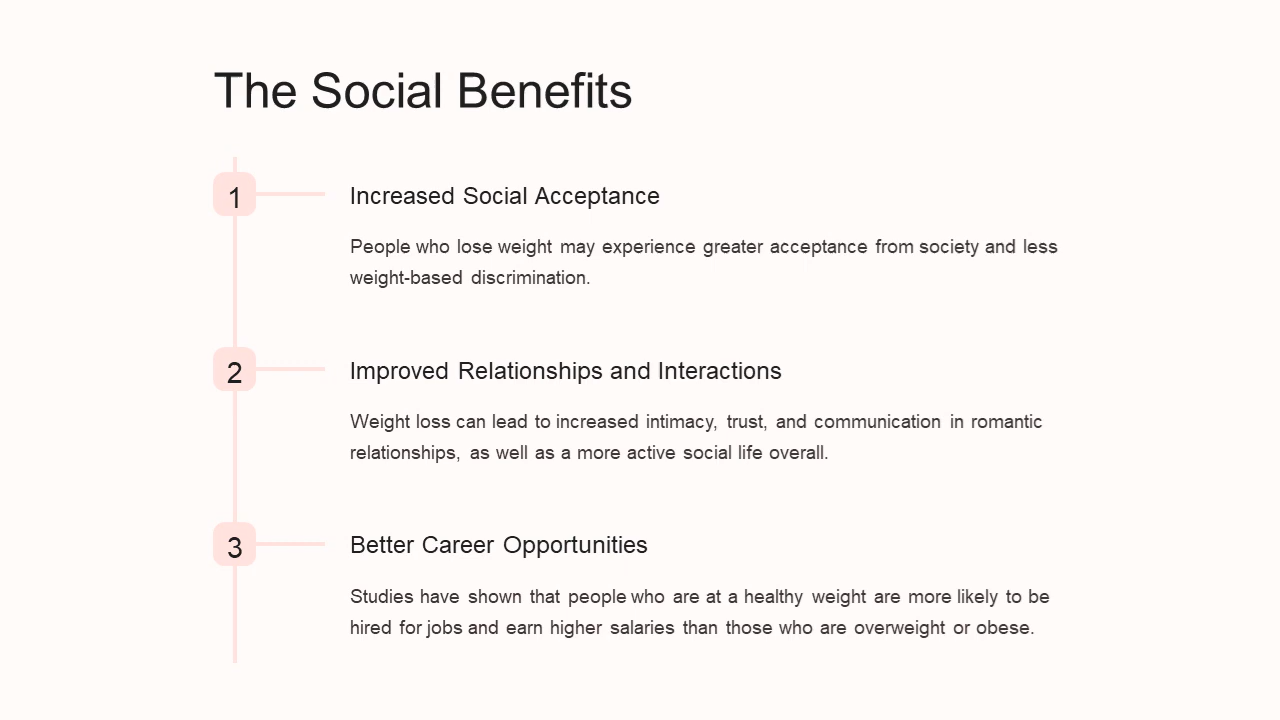 The Social Benefits
1
Increased Social Acceptance
People who lose weight may experience greater acceptance from society and less
weight-based discrimination.
2
Improved Relationships and Interactions
Weight loss can lead to increased intimacy, trust, and communication in romantic
relationships, as well as a more active social life overall.
3
Better Career Opportunities
Studies have shown that people who are at a healthy weight are more likely to be
hired for jobs and earn higher salaries than those who are overweight or obese.